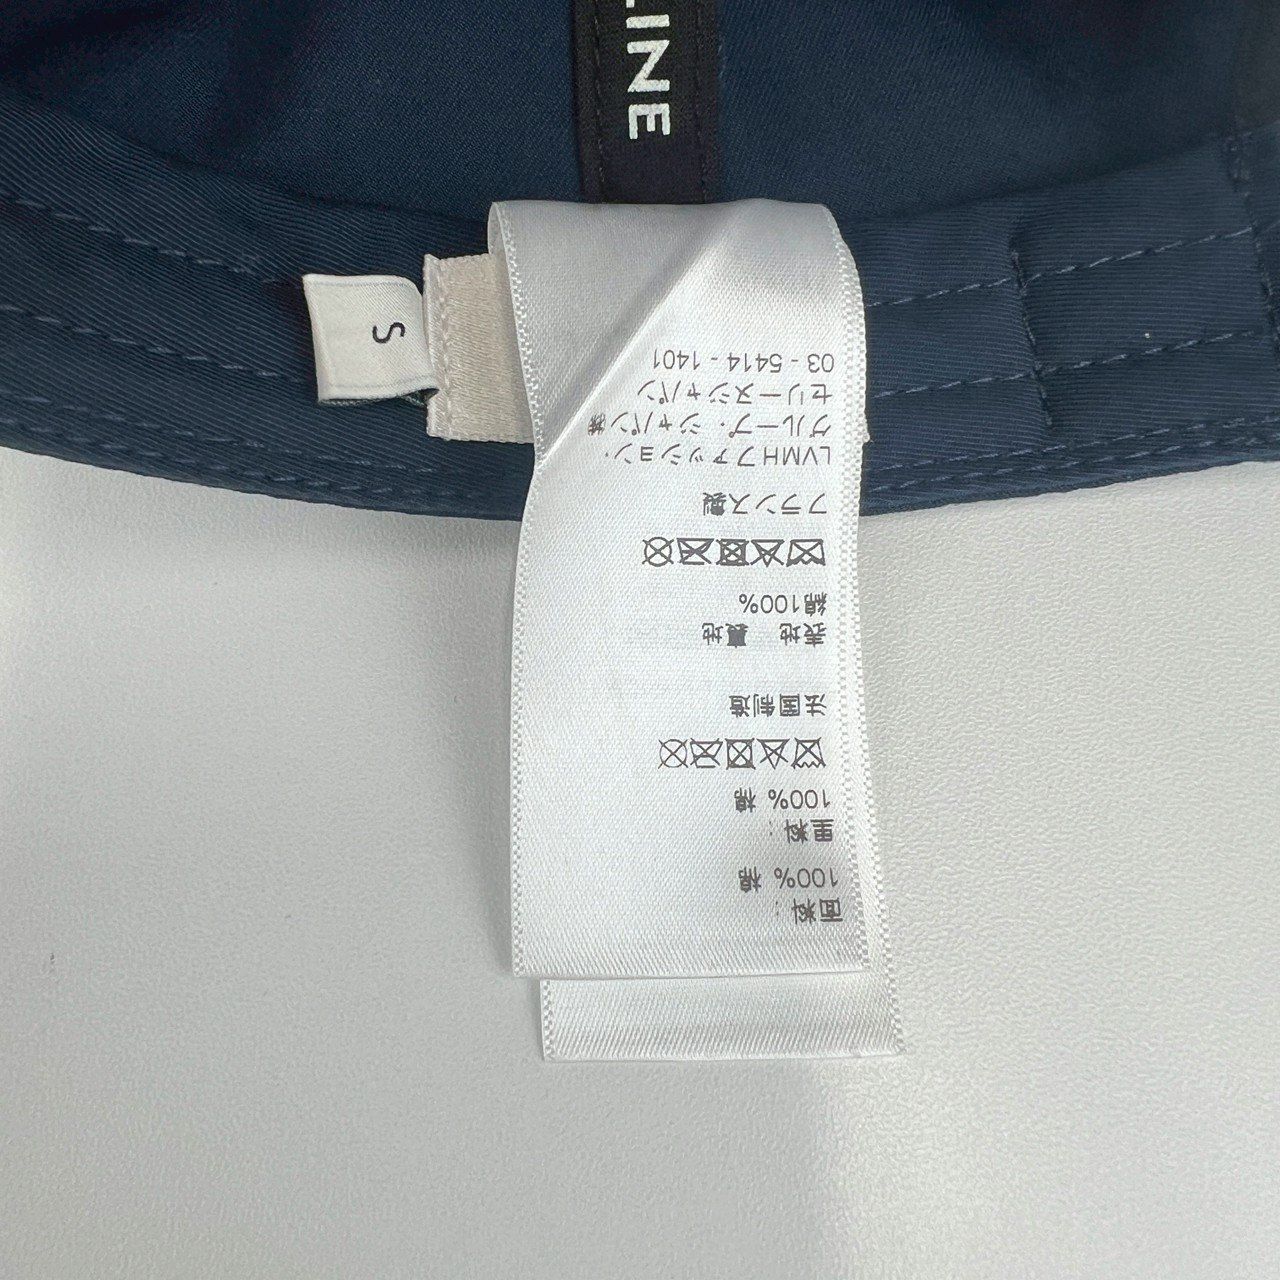 LINE
S
面料:
100% 棉
里料:
100% 棉
法国制造
表地 裏地
綿100%
フランス製
LVMHファッション・
グループ・ジャパン㈱
セリーヌジャパン
03 - 5414 - 1401